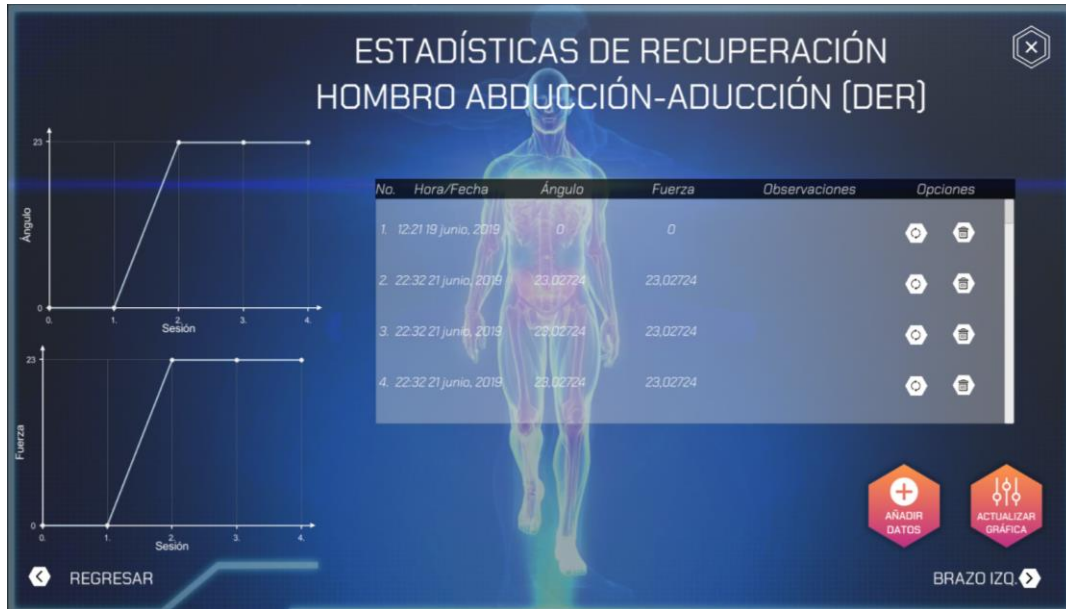 ESTADÍSTICAS DE RECUPERACIÓN
HOMBRO ABDUCCIÓN-ADUCCIÓN (DER)
23
Ángulo
0
0. 1. 2. 3. 4.
Sesión
23
Fuerza
0
0. 1. 2. 3. 4.
Sesión
No. Hora/Fecha Ángulo Fuerza Observaciones Opciones
1. 12:21 19 junio, 2019 0 0
2. 22:32 21 junio, 2019 23,02724 23,02724
3. 22:32 21 junio, 2019 23,02724 23,02724
4. 22:32 21 junio, 2019 23,02724 23,02724
AÑADIR
DATOS
ACTUALIZAR
GRÁFICA
REGRESAR
BRAZO IZQ.